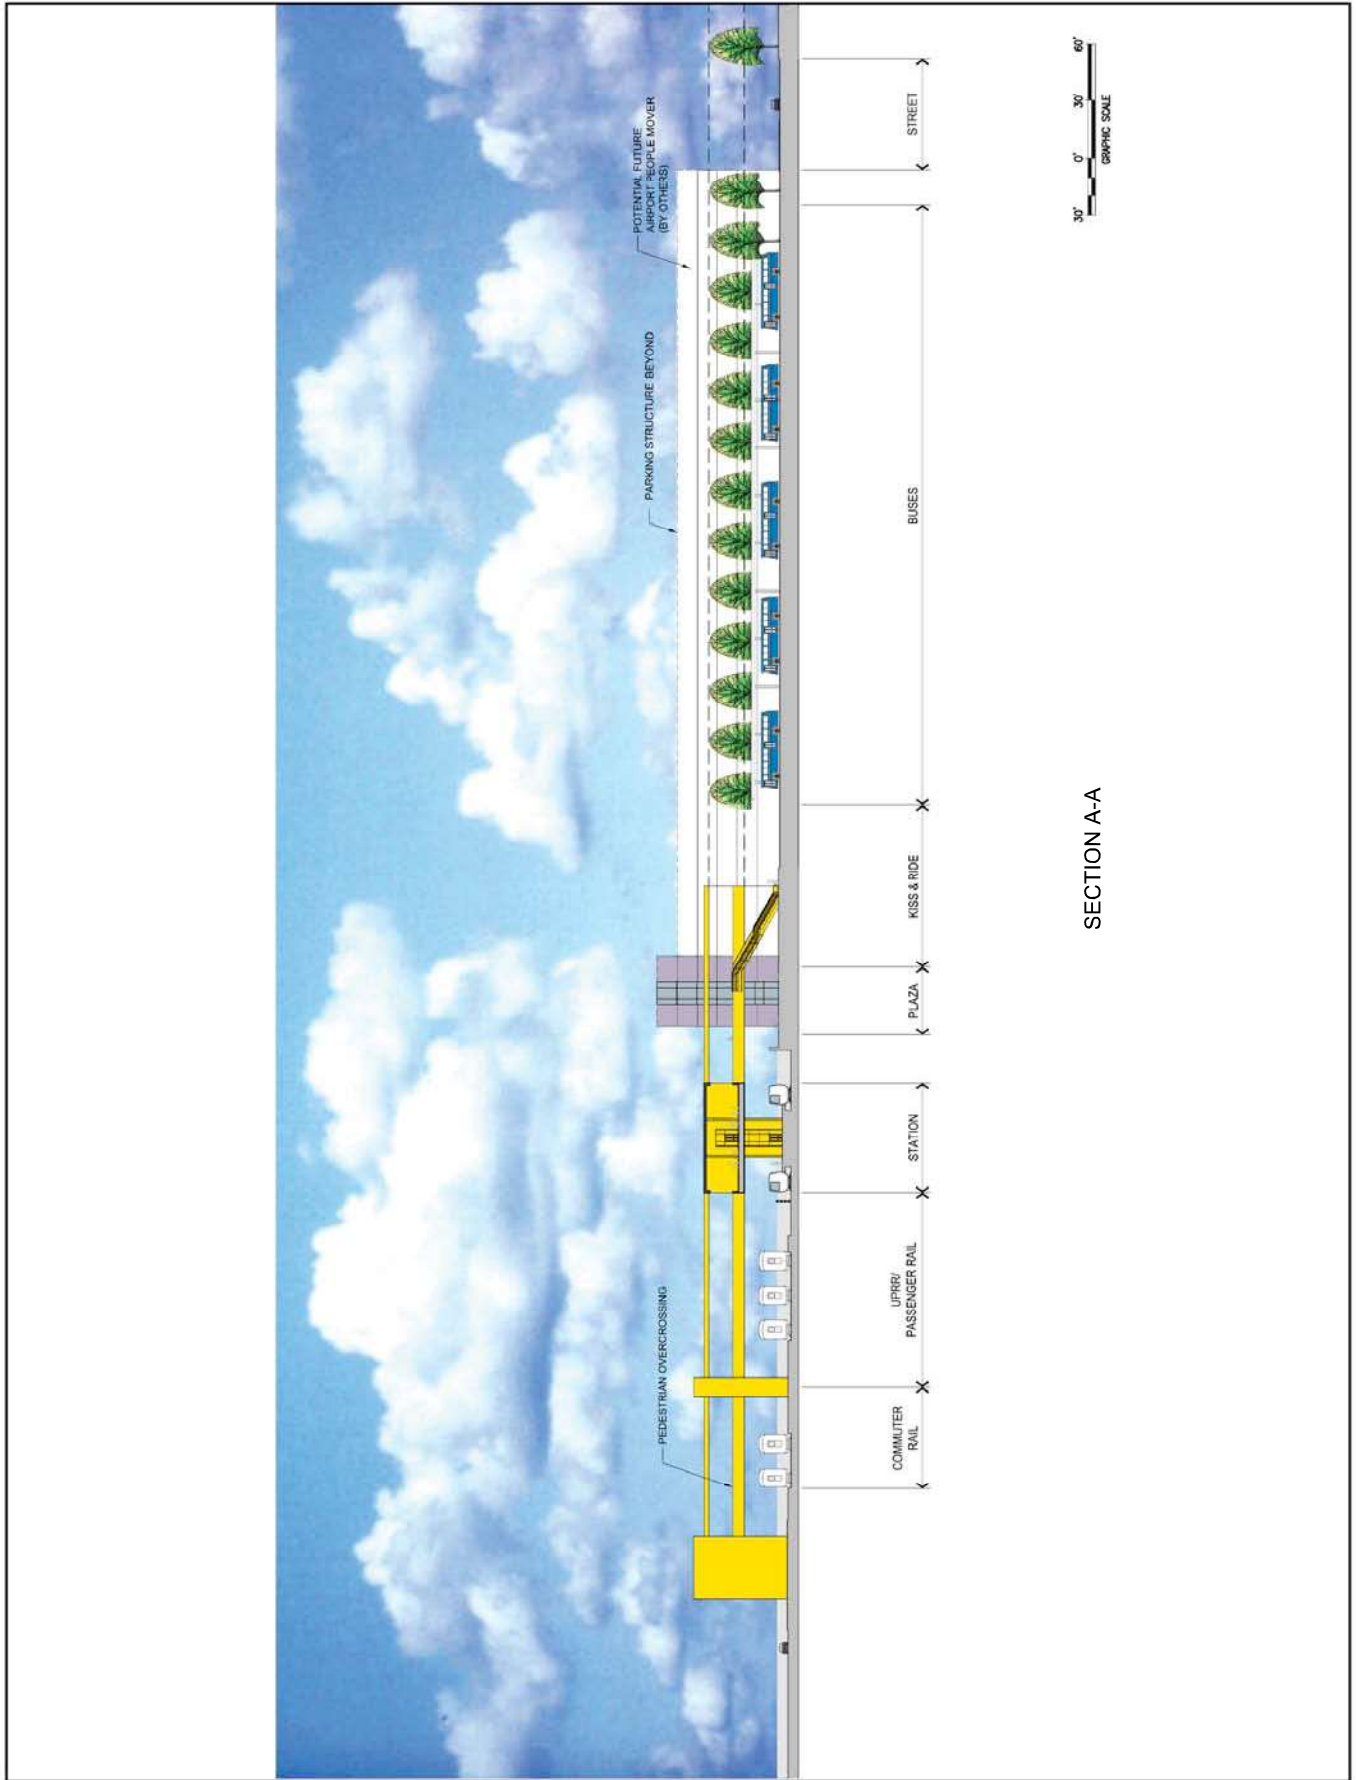 POTENTIAL FUTURE
AIRPORT PEOPLE MOVER
(BY OTHERS)
PARKING STRUCTURE BEYOND
PEDESTRIAN OVERCROSSING
COMMUTER
RAIL
UPRR/
PASSENGER RAIL
STATION
PLAZA
KISS & RIDE
BUSES
STREET
SECTION A-A
30' 0' 30' 60'
GRAPHIC SCALE